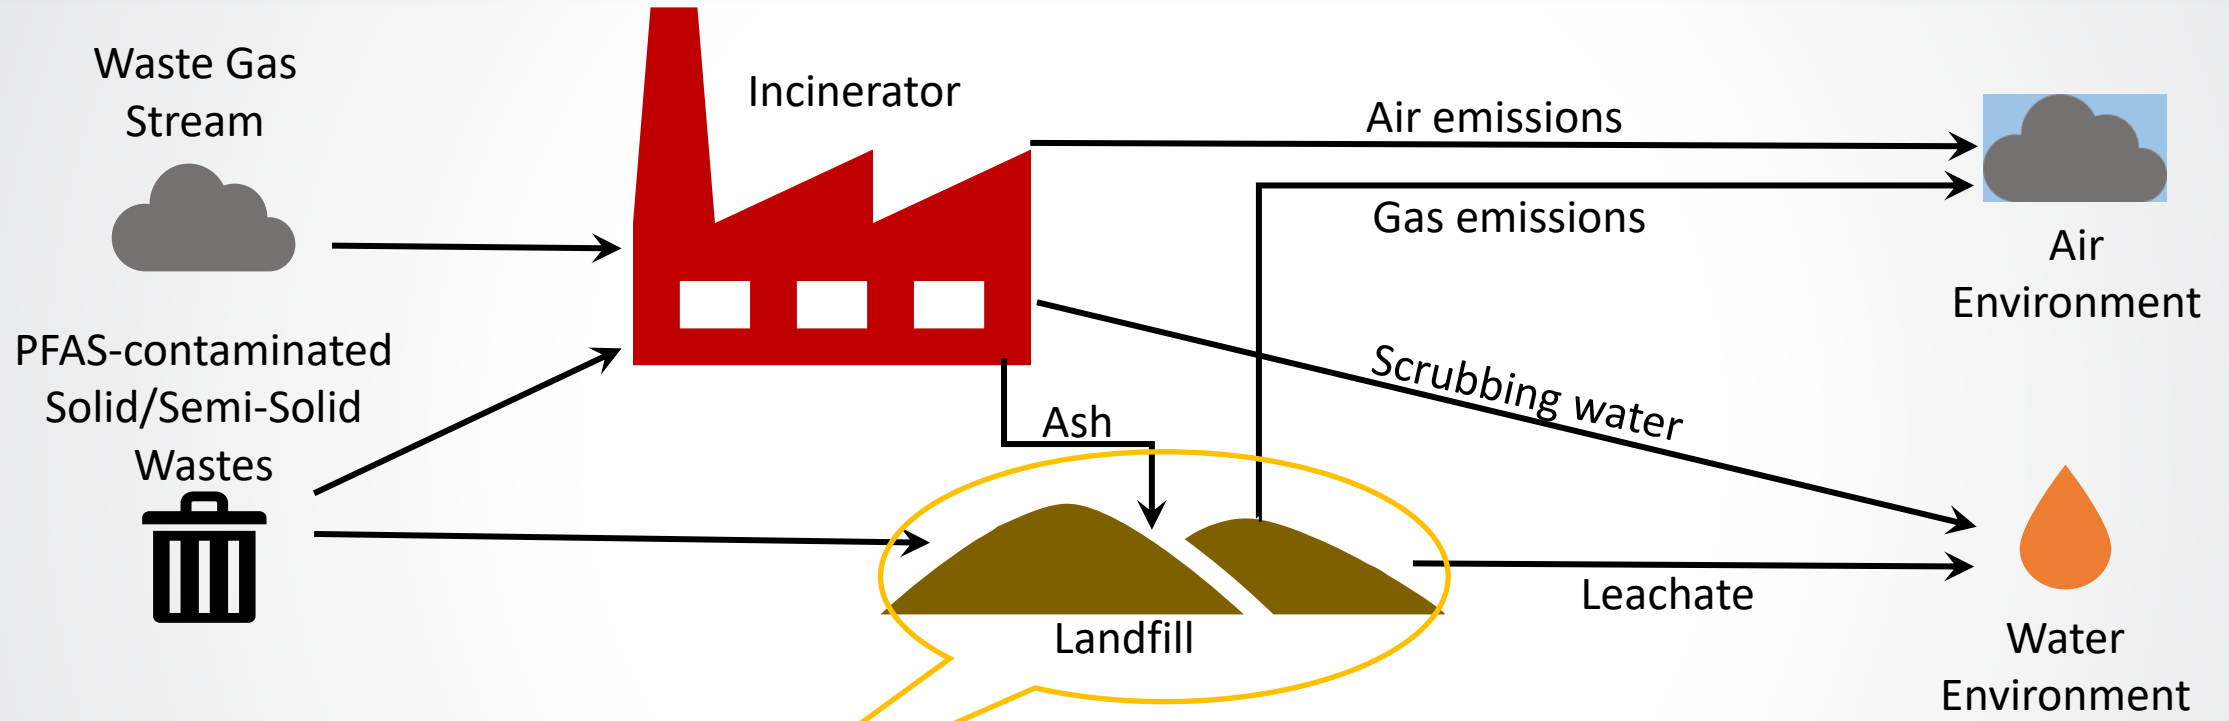 Waste Gas
Stream
PFAS-contaminated
Solid/Semi-Solid
Wastes
Incinerator
Ash
Landfill
Air emissions
Gas emissions
Scrubbing water
Leachate
Air
Environment
Water
Environment